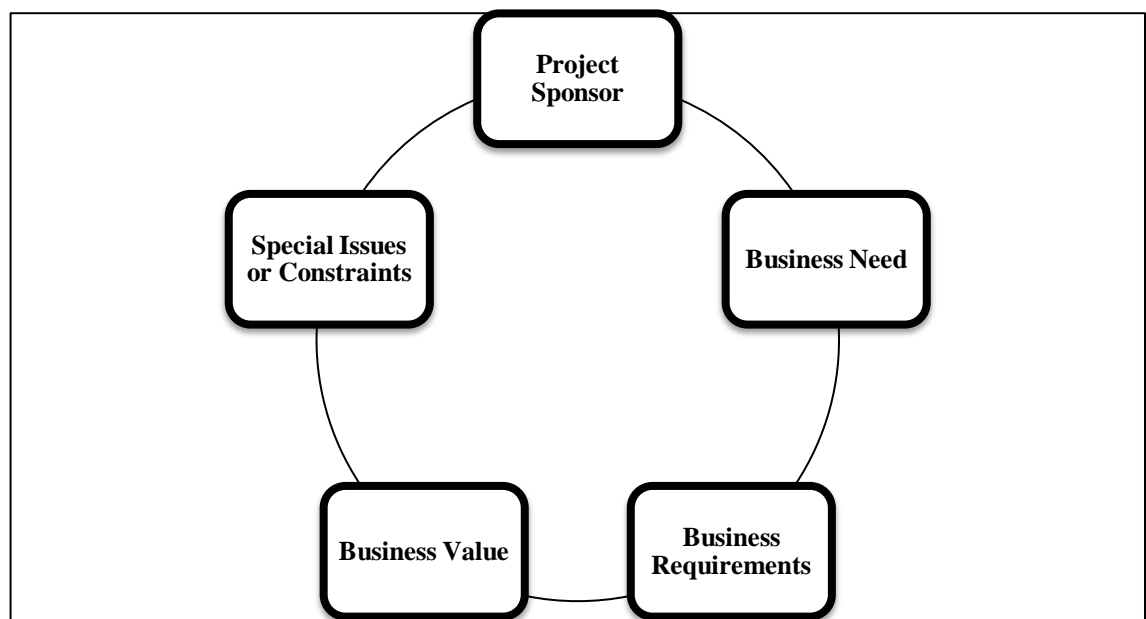 Project
Sponsor
Special Issues
or Constraints
Business Need
Business Value
Business
Requirements